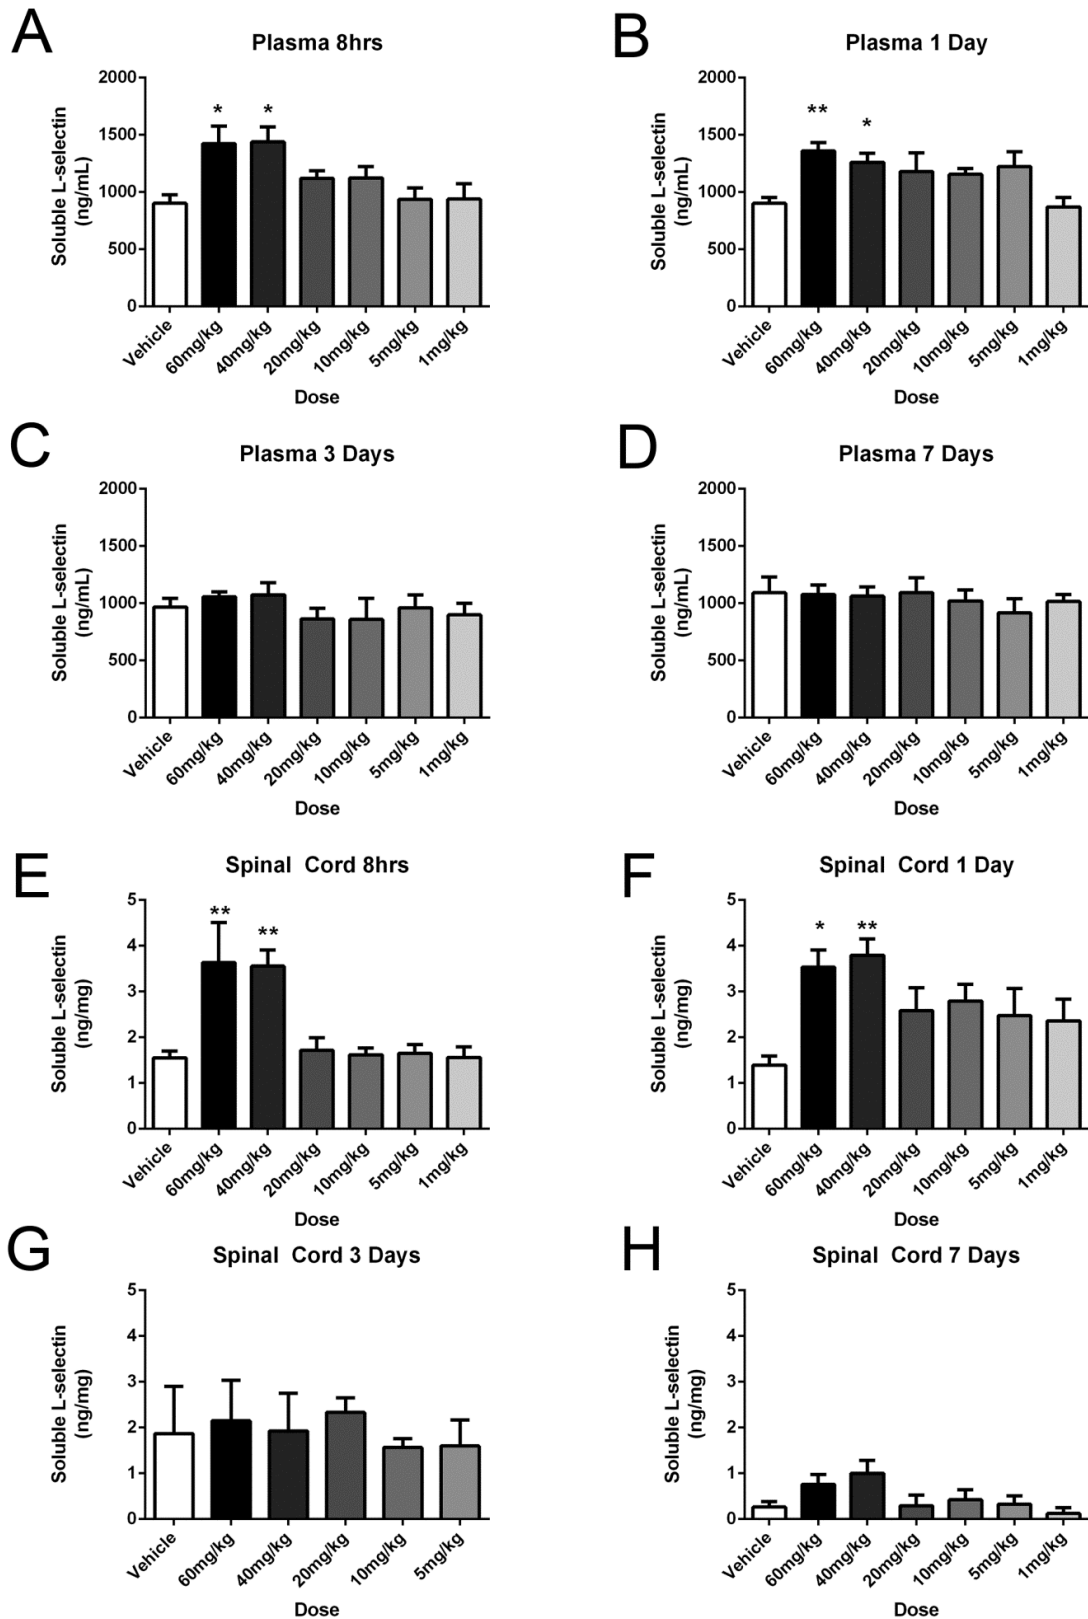 A
Plasma 8hrs
Soluble L-selectin
(ng/mL)
2000
1500
1000
500
0
* *
Vehicle 60mg/kg 40mg/kg 20mg/kg 10mg/kg 5mg/kg 1mg/kg
Dose
B
Plasma 1 Day
Soluble L-selectin
(ng/mL)
2000
1500
1000
500
0
** *
Vehicle 60mg/kg 40mg/kg 20mg/kg 10mg/kg 5mg/kg 1mg/kg
Dose
C
Plasma 3 Days
Soluble L-selectin
(ng/mL)
2000
1500
1000
500
0
Vehicle 60mg/kg 40mg/kg 20mg/kg 10mg/kg 5mg/kg 1mg/kg
Dose
D
Plasma 7 Days
Soluble L-selectin
(ng/mL)
2000
1500
1000
500
0
Vehicle 60mg/kg 40mg/kg 20mg/kg 10mg/kg 5mg/kg 1mg/kg
Dose
E
Spinal Cord 8hrs
Soluble L-selectin
(ng/mg)
5
4
3
2
1
0
** **
Vehicle 60mg/kg 40mg/kg 20mg/kg 10mg/kg 5mg/kg 1mg/kg
Dose
F
Spinal Cord 1 Day
Soluble L-selectin
(ng/mg)
5
4
3
2
1
0
* **
Vehicle 60mg/kg 40mg/kg 20mg/kg 10mg/kg 5mg/kg 1mg/kg
Dose
G
Spinal Cord 3 Days
Soluble L-selectin
(ng/mg)
5
4
3
2
1
0
Vehicle 60mg/kg 40mg/kg 20mg/kg 10mg/kg 5mg/kg
Dose
H
Spinal Cord 7 Days
Soluble L-selectin
(ng/mg)
5
4
3
2
1
0
Vehicle 60mg/kg 40mg/kg 20mg/kg 10mg/kg 5mg/kg 1mg/kg
Dose